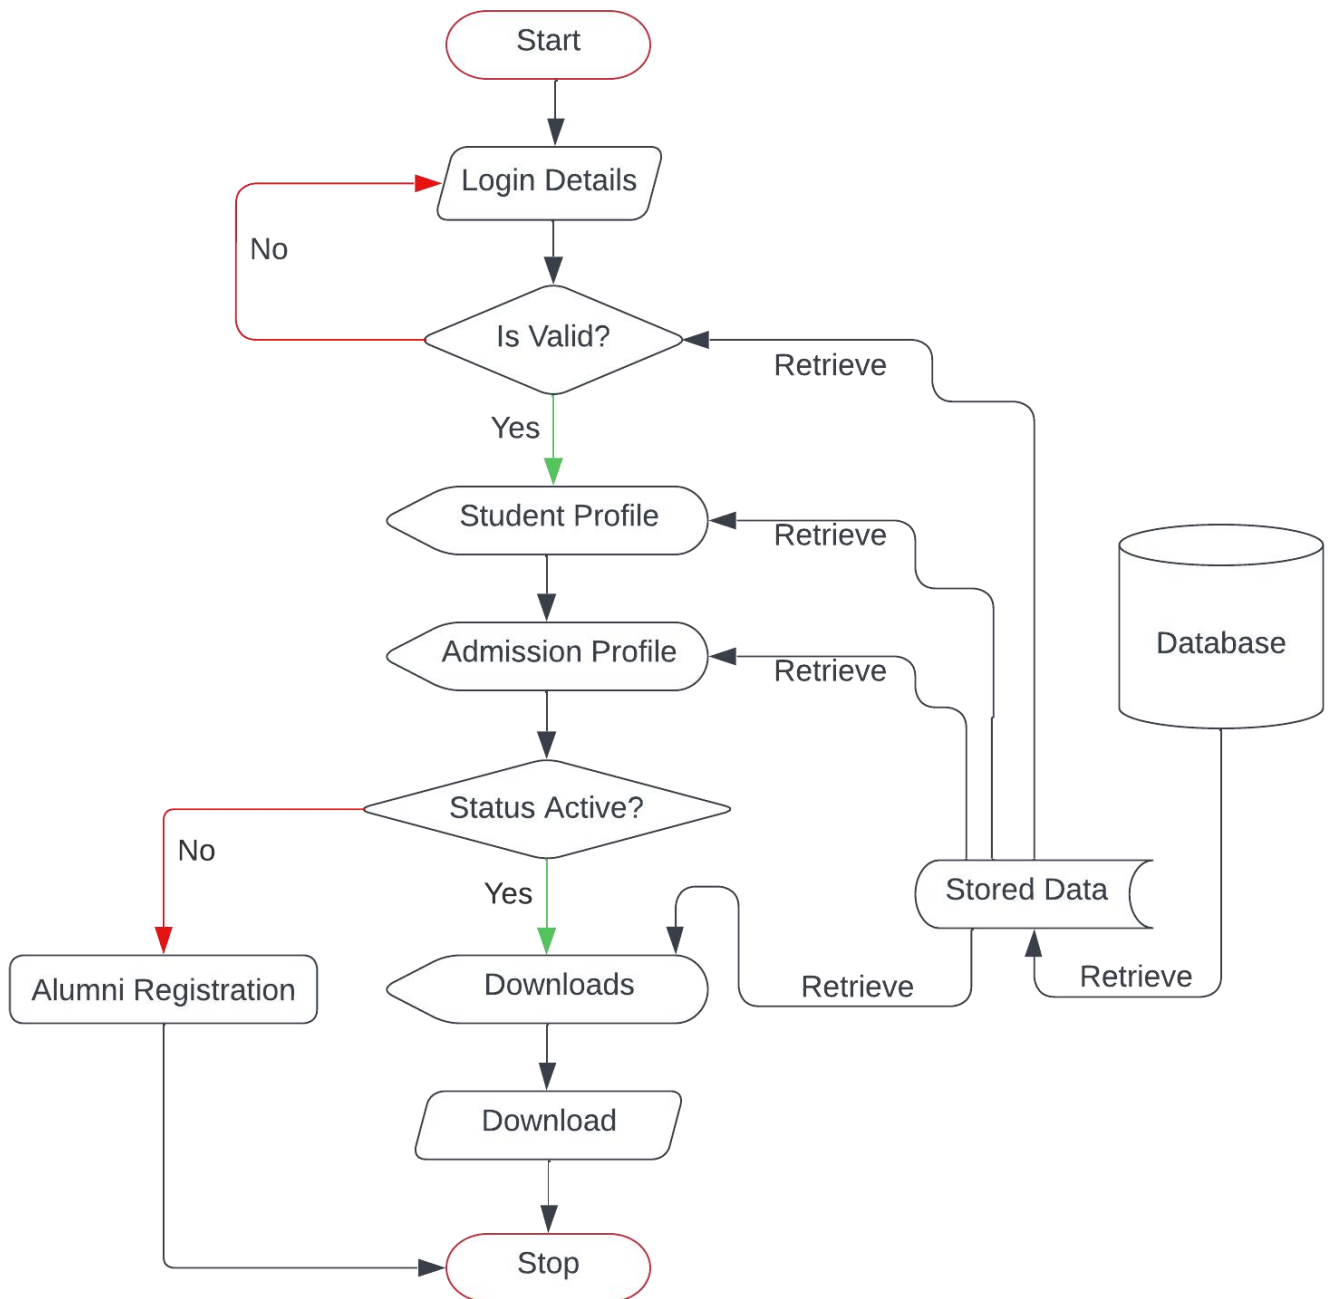 Start
Login Details
No
Is Valid?
Retrieve
Yes
Student Profile
Retrieve
Database
Admission Profile
Retrieve
Status Active?
No
Yes
Stored Data
Alumni Registration
Downloads
Retrieve
Retrieve
Download
Stop